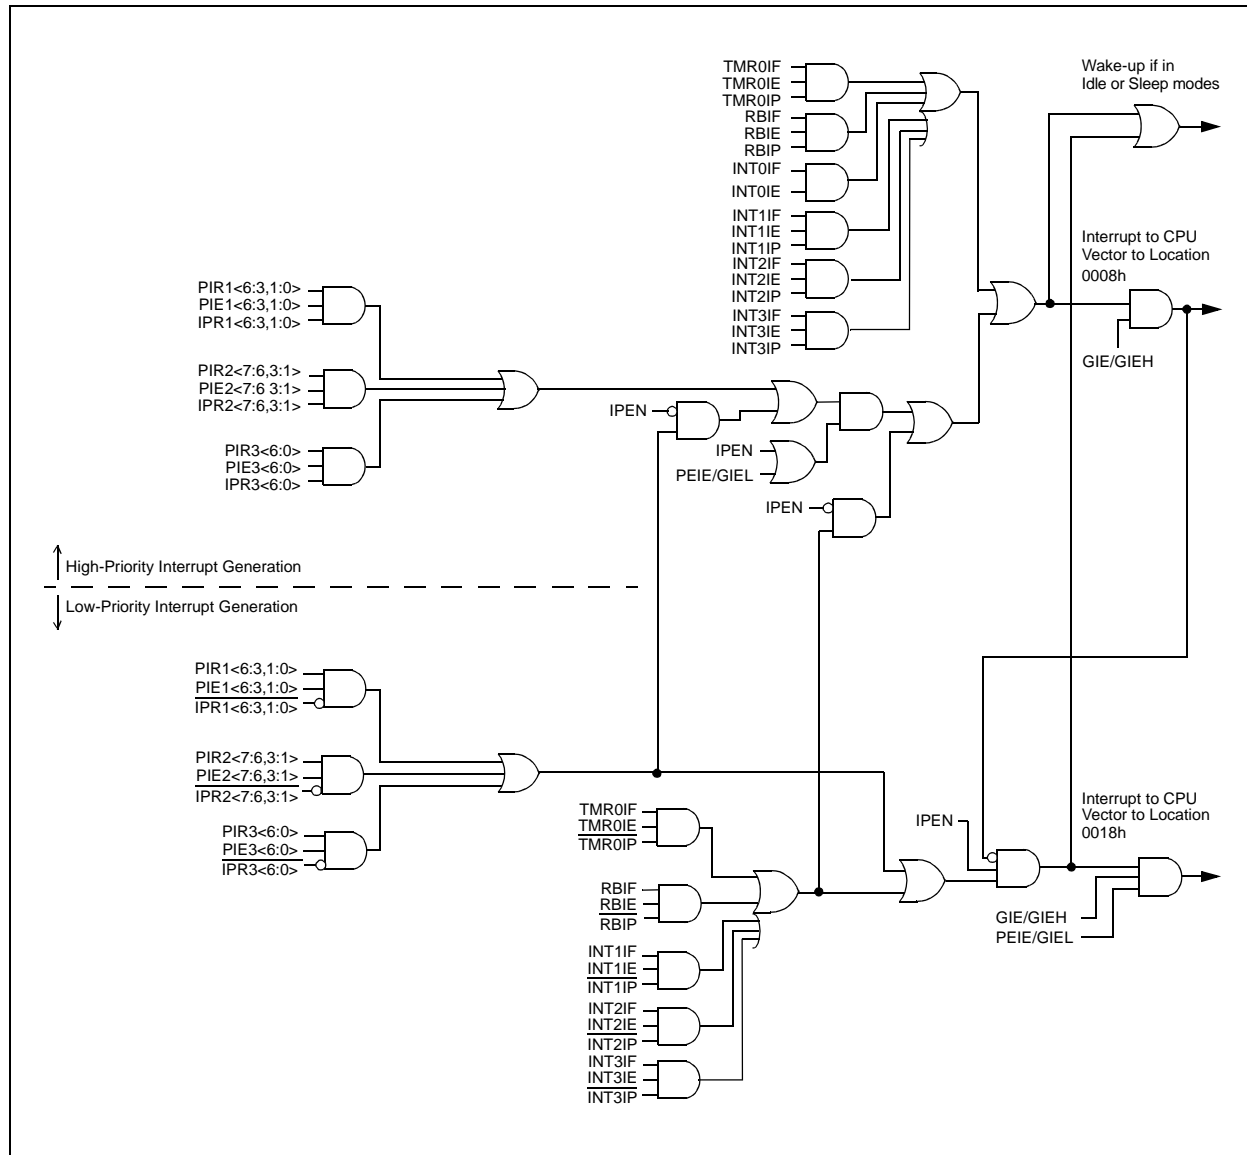 TMR0IF
TMR0IE
TMR0IP
RBIF
RBIE
RBIP
INT0IF
INT0IE
INT1IF
INT1IE
INT1IP
INT2IF
INT2IE
INT2IP
INT3IF
INT3IE
INT3IP
Wake-up if in
Idle or Sleep modes
Interrupt to CPU
Vector to Location
0008h
GIE/GIEH
PIR1<6:3,1:0>
PIE1<6:3,1:0>
IPR1<6:3,1:0>
PIR2<7:6,3:1>
PIE2<7:6 3:1>
IPR2<7:6,3:1>
PIR3<6:0>
PIE3<6:0>
IPR3<6:0>
IPEN
IPEN
PEIE/GIEL
IPEN
High-Priority Interrupt Generation
Low-Priority Interrupt Generation
PIR1<6:3,1:0>
PIE1<6:3,1:0>
IPR1<6:3,1:0>
PIR2<7:6,3:1>
PIE2<7:6,3:1>
IPR2<7:6,3:1>
PIR3<6:0>
PIE3<6:0>
IPR3<6:0>
TMR0IF
TMR0IE
TMR0IP
RBIF
RBIE
RBIP
INT1IF
INT1IE
INT1IP
INT2IF
INT2IE
INT2IP
INT3IF
INT3IE
INT3IP
IPEN
Interrupt to CPU
Vector to Location
0018h
GIE/GIEH
PEIE/GIEL